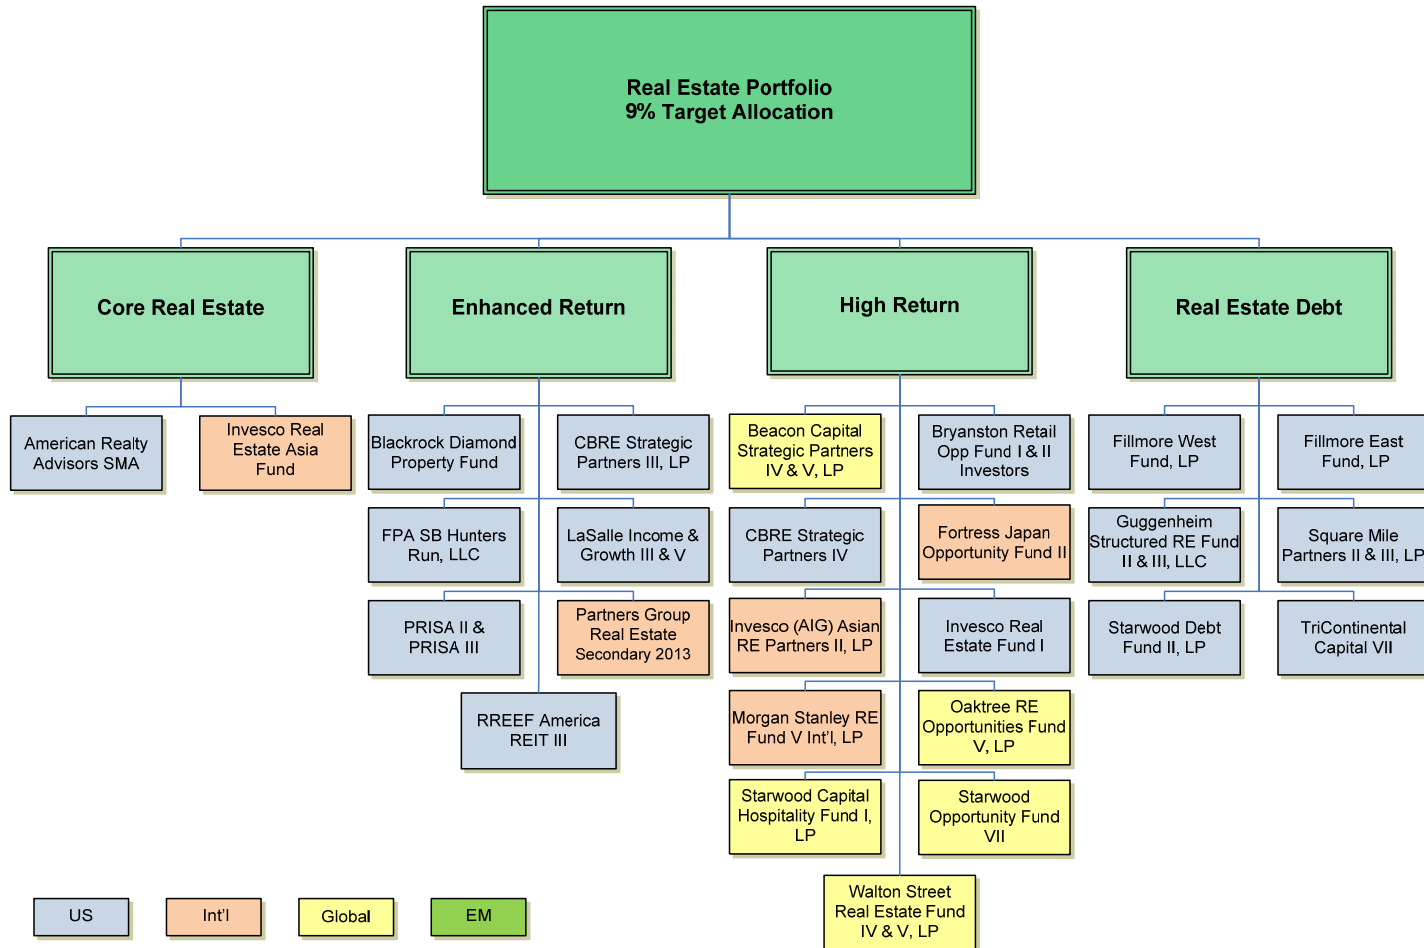 Real Estate Portfolio
9% Target Allocation
Core Real Estate
Enhanced Return
High Return
Real Estate Debt
American Realty
Advisors SMA
Invesco Real
Estate Asia
Fund
Blackrock Diamond
Property Fund
CBRE Strategic
Partners III, LP
FPA SB Hunters
Run, LLC
LaSalle Income &
Growth III & V
PRISA II &
PRISA III
Partners Group
Real Estate
Secondary 2013
RREEF America
REIT III
Beacon Capital
Strategic Partners
IV & V, LP
Bryanston Retail
Opp Fund I & II
Investors
CBRE Strategic
Partners IV
Fortress Japan
Opportunity Fund II
Invesco (AIG) Asian
RE Partners II, LP
Invesco Real
Estate Fund I
Morgan Stanley RE
Fund V Int'l, LP
Oaktree RE
Opportunities Fund
V, LP
Starwood Capital
Hospitality Fund I,
LP
Starwood
Opportunity Fund
VII
Walton Street
Real Estate Fund
IV & V, LP
Fillmore West
Fund, LP
Fillmore East
Fund, LP
Guggenheim
Structured RE Fund
II & III, LLC
Square Mile
Partners II & III, LP
Starwood Debt
Fund II, LP
TriContinental
Capital VII
US
Int'l
Global
EM